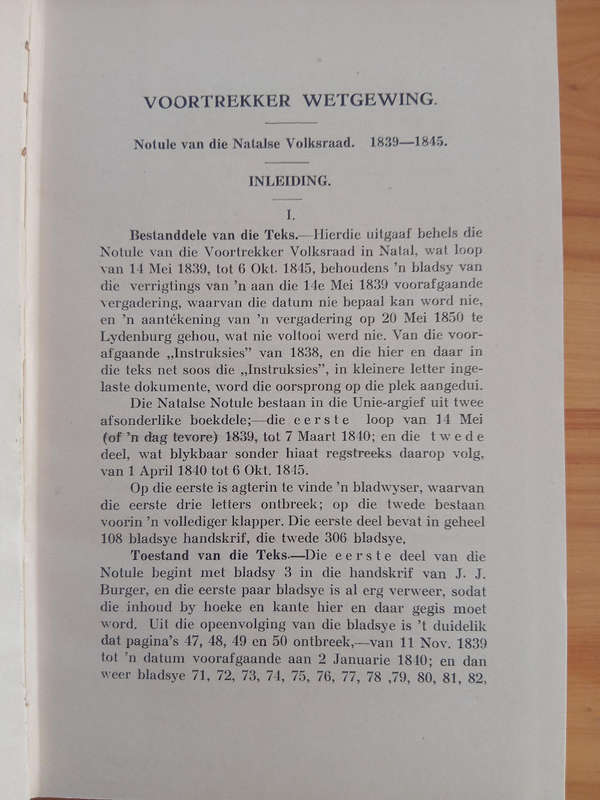 VOORTREKKER WETGEWING.
Notule van die Natalse Volksraad. 1839—1845.
INLEIDING.
I.
Bestanddele van die Teks.—Hierdie uitgaaf behels die
Notule van die Voortrekker Volksraad in Natal, wat loop
van 14 Mei 1839, tot 6 Okt. 1845, behoudens 'n bladsy van
die verrigtings van 'n aan die 14e Mei 1839 voorafgaande
vergadering, waarvan die datum nie bepaal kan word nie,
en 'n aantékening van 'n vergadering op 20 Mei 1850 te
Lydenburg gehou, wat nie voltooi werd nie. Van die voor-
afgaande „Instruksies" van 1838, en die hier en daar in
die teks net soos die „Instruksies", in kleinere letter inge-
laste dokumente, word die oorsprong op die plek aangedui.
Die Natalse Notule bestaan in die Unie-argief uit twee
afsonderlike boekdele;—die eerste loop van 14 Mei
(of 'n dag tevore) 1839, tot 7 Maart 1840; en die twede
deel, wat blykbaar sonder hiaat regstreeks daarop volg,
van 1 April 1840 tot 6 Okt. 1845.
Op die eerste is agterin te vinde 'n bladwyser, waarvan
die eerste drie letters ontbreek; op die twede bestaan
voorin 'n vollediger klapper. Die eerste deel bevat in geheel
108 bladsye handskrif, die twede 306 bladsye.
Toestand van die Teks.—Die eerste deel van die
Notule begint met bladsy 3 in die handskrif van J. J.
Burger, en die eerste paar bladsye is al erg verweer, sodat
die inhoud by hoeke en kante hier en daar gegis moet
word. Uit die opeenvolging van die bladsye is 't duidelik
dat pagina's 47, 48, 49 en 50 ontbreek,—van 11 Nov. 1839
tot 'n datum voorafgaande aan 2 Januarie 1840; en dan
weer bladsye 71, 72, 73, 74, 75, 76, 77, 78 ,79, 80, 81, 82,